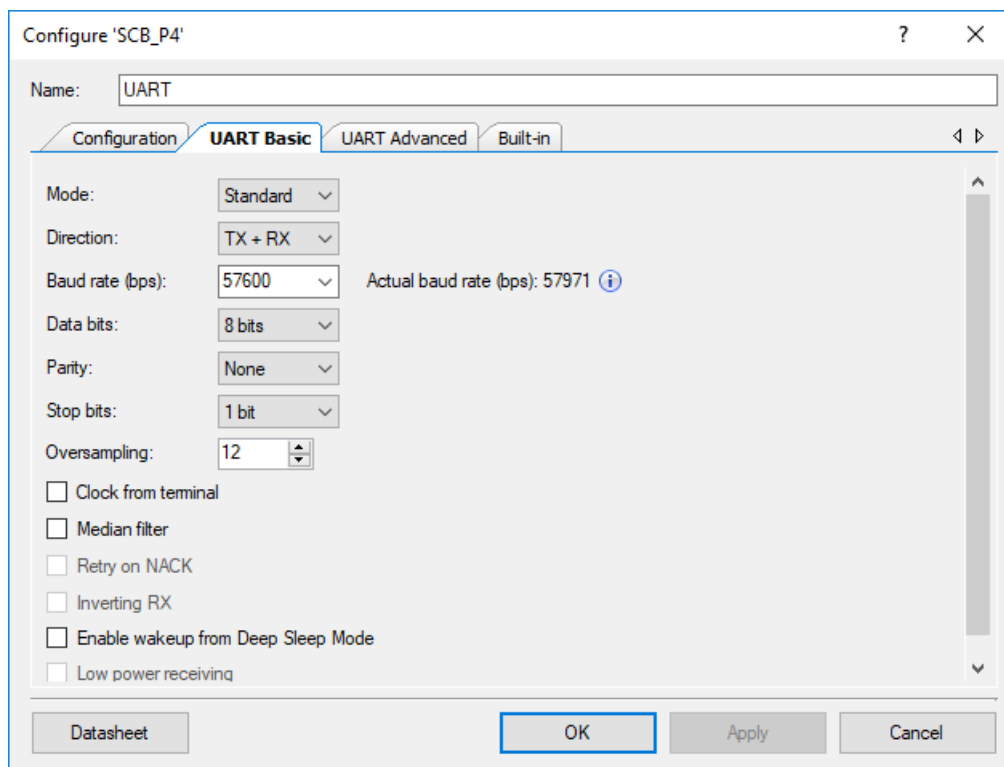 Configure 'SCB_P4' ?
Name: UART
Configuration UART Basic UART Advanced Built-in
Mode: Standard
Direction: TX + RX
Baud rate (bps): 57600 Actual baud rate (bps): 57971
Data bits: 8 bits
Parity: None
Stop bits: 1 bit
Oversampling: 12
Clock from terminal
Median filter
Retry on NACK
Inverting RX
Enable wakeup from Deep Sleep Mode
Low power receiving
Datasheet OK Apply Cancel